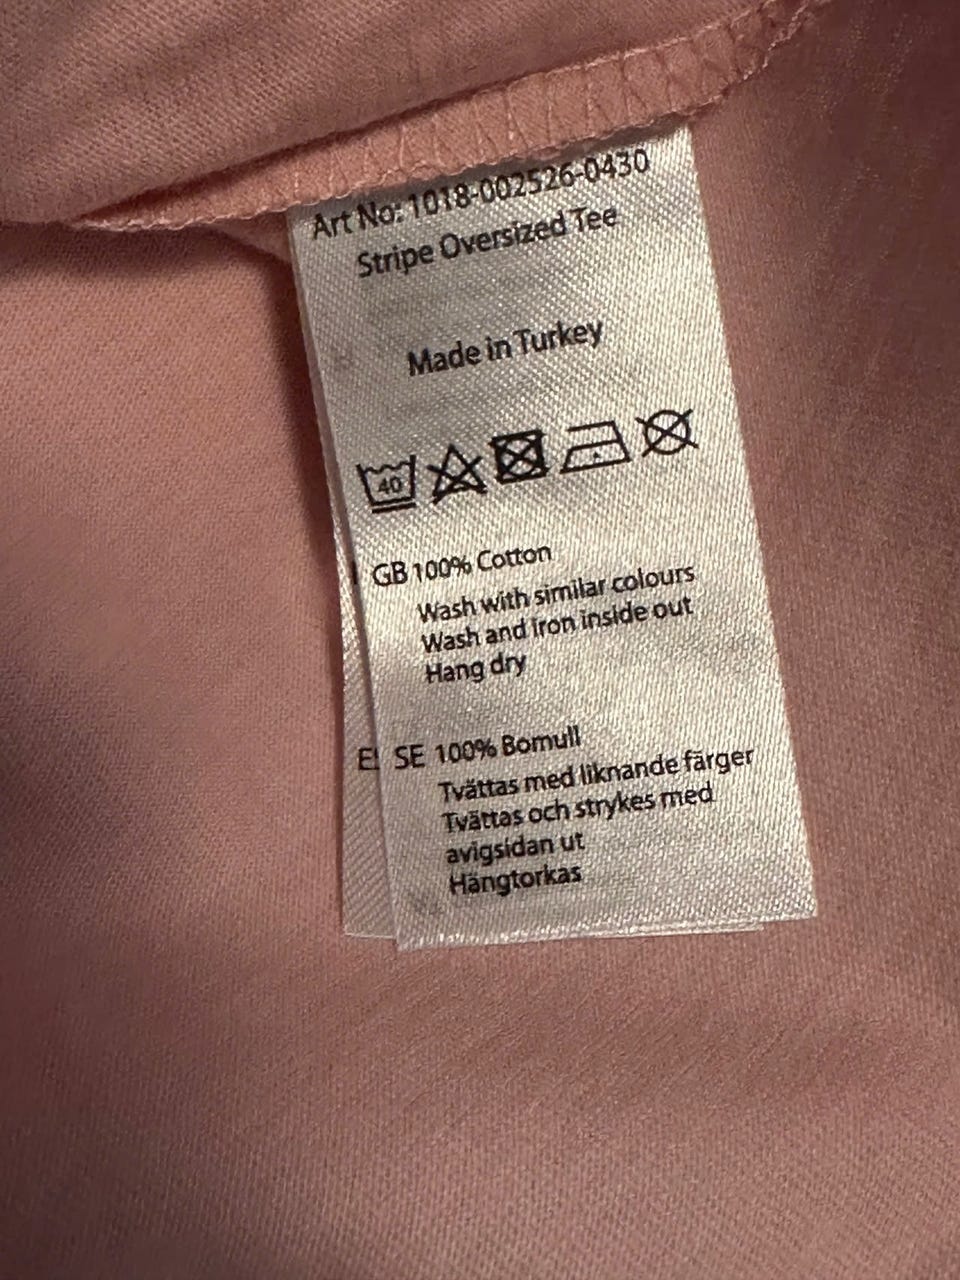 Art No: 1018-002526-0430
Stripe Oversized Tee
Made in Turkey
40
GB 100% Cotton
Wash with similar colours
Wash and iron inside out
Hang dry
SE 100% Bomull
Tvättas med liknande färger
Tvättas och strykes med
avigsidan ut
Hängtorkas